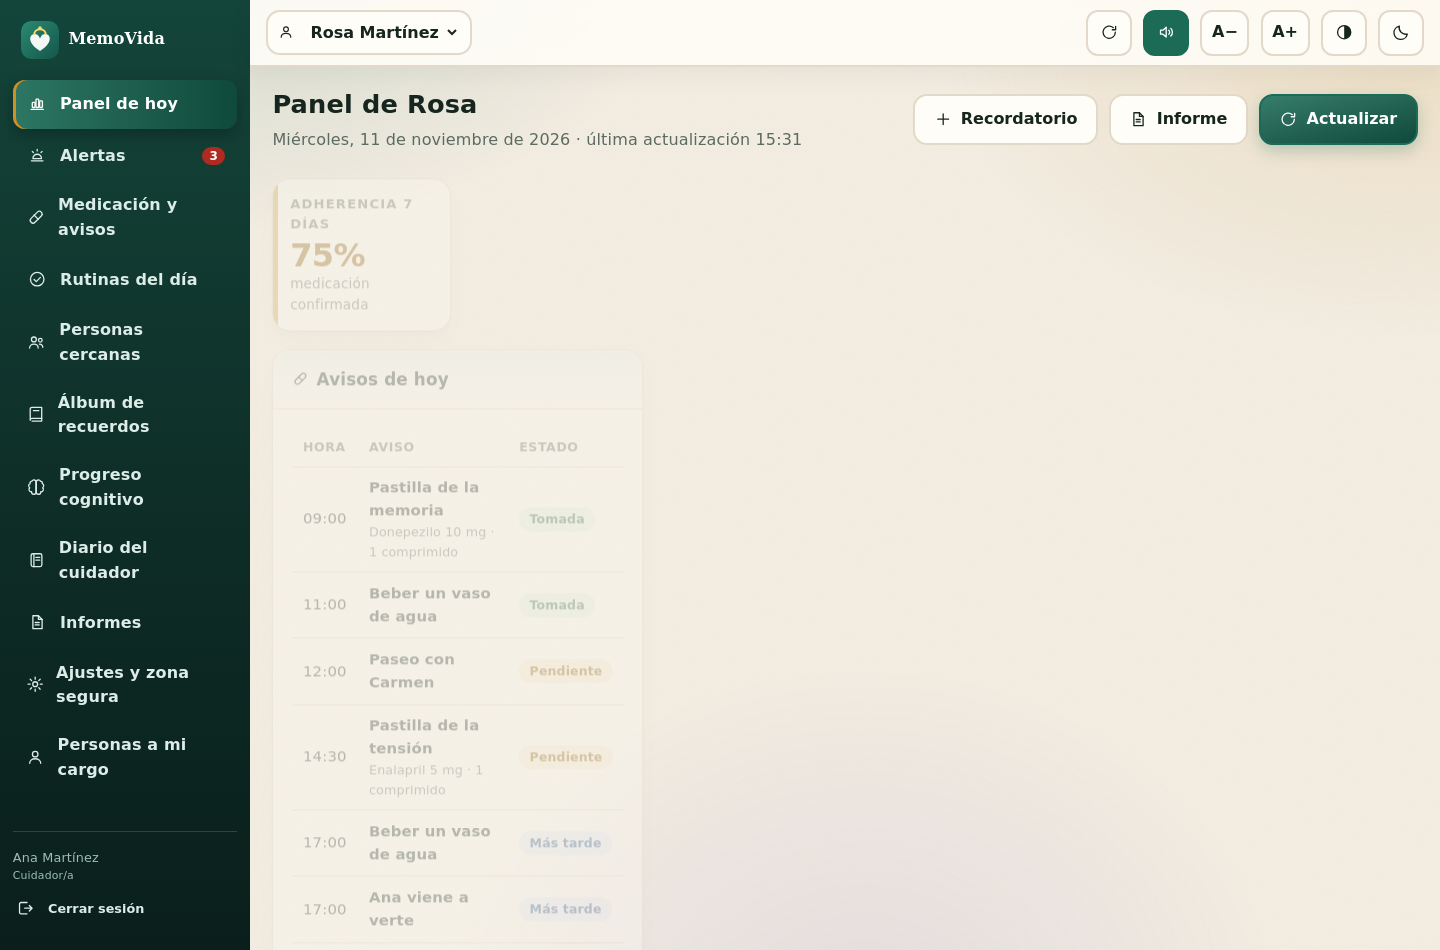 MemoVida
Panel de hoy
Alertas 3
Medicación y
avisos
Rutinas del día
Personas
cercanas
Álbum de
recuerdos
Progreso
cognitivo
Diario del
cuidador
Informes
Ajustes y zona
segura
Personas a mi
cargo
Ana Martínez
Cuidador/a
Cerrar sesión
Rosa Martínez
A−
A+
Panel de Rosa
Miércoles, 11 de noviembre de 2026 · última actualización 15:31
Recordatorio
Informe
Actualizar
ADHERENCIA 7
DÍAS
75%
medicación
confirmada
Avisos de hoy
HORA AVISO ESTADO
09:00 Pastilla de la
memoria
Donepezilo 10 mg ·
1 comprimido
Tomada
11:00 Beber un vaso
de agua
Tomada
12:00 Paseo con
Carmen
Pendiente
14:30 Pastilla de la
tensión
Enalapril 5 mg · 1
comprimido
Pendiente
17:00 Beber un vaso
de agua
Más tarde
17:00 Ana viene a
verte
Más tarde